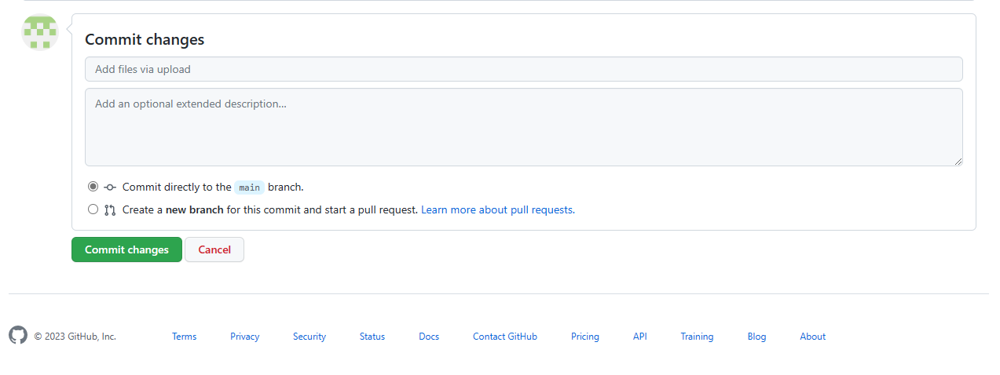 Commit changes
Add files via upload
Add an optional extended description...
Commit directly to the main branch.
Create a new branch for this commit and start a pull request. Learn more about pull requests.
Commit changes Cancel
© 2023 GitHub, Inc. Terms Privacy Security Status Docs Contact GitHub Pricing API Training Blog About